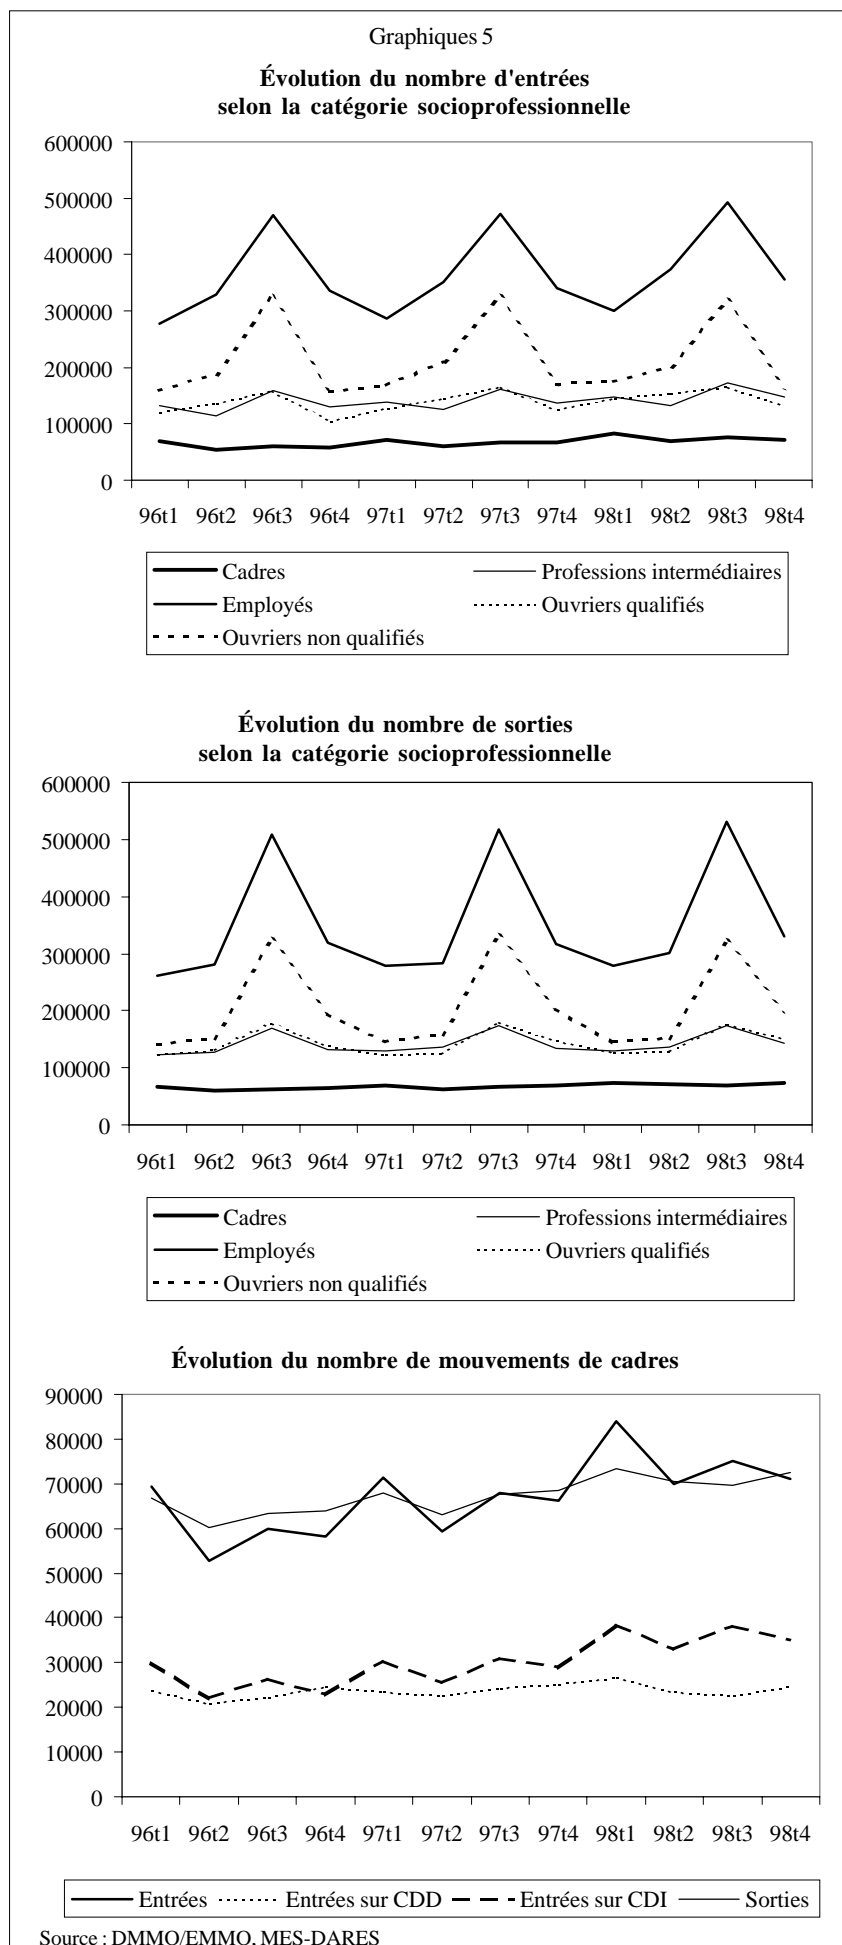 Graphiques 5
Évolution du nombre d'entrées
selon la catégorie socioprofessionnelle
600000
500000
400000
300000
200000
100000
0
96t1 96t2 96t3 96t4 97t1 97t2 97t3 97t4 98t1 98t2 98t3 98t4
Cadres Professions intermédiaires
Employés Ouvriers qualifiés
Ouvriers non qualifiés
Évolution du nombre de sorties
selon la catégorie socioprofessionnelle
600000
500000
400000
300000
200000
100000
0
96t1 96t2 96t3 96t4 97t1 97t2 97t3 97t4 98t1 98t2 98t3 98t4
Cadres Professions intermédiaires
Employés Ouvriers qualifiés
Ouvriers non qualifiés
Évolution du nombre de mouvements de cadres
90000
80000
70000
60000
50000
40000
30000
20000
10000
0
96t1 96t2 96t3 96t4 97t1 97t2 97t3 97t4 98t1 98t2 98t3 98t4
Entrées Entrées sur CDD Entrées sur CDI Sorties
Source : DMMO/EMMO, MES-DARES